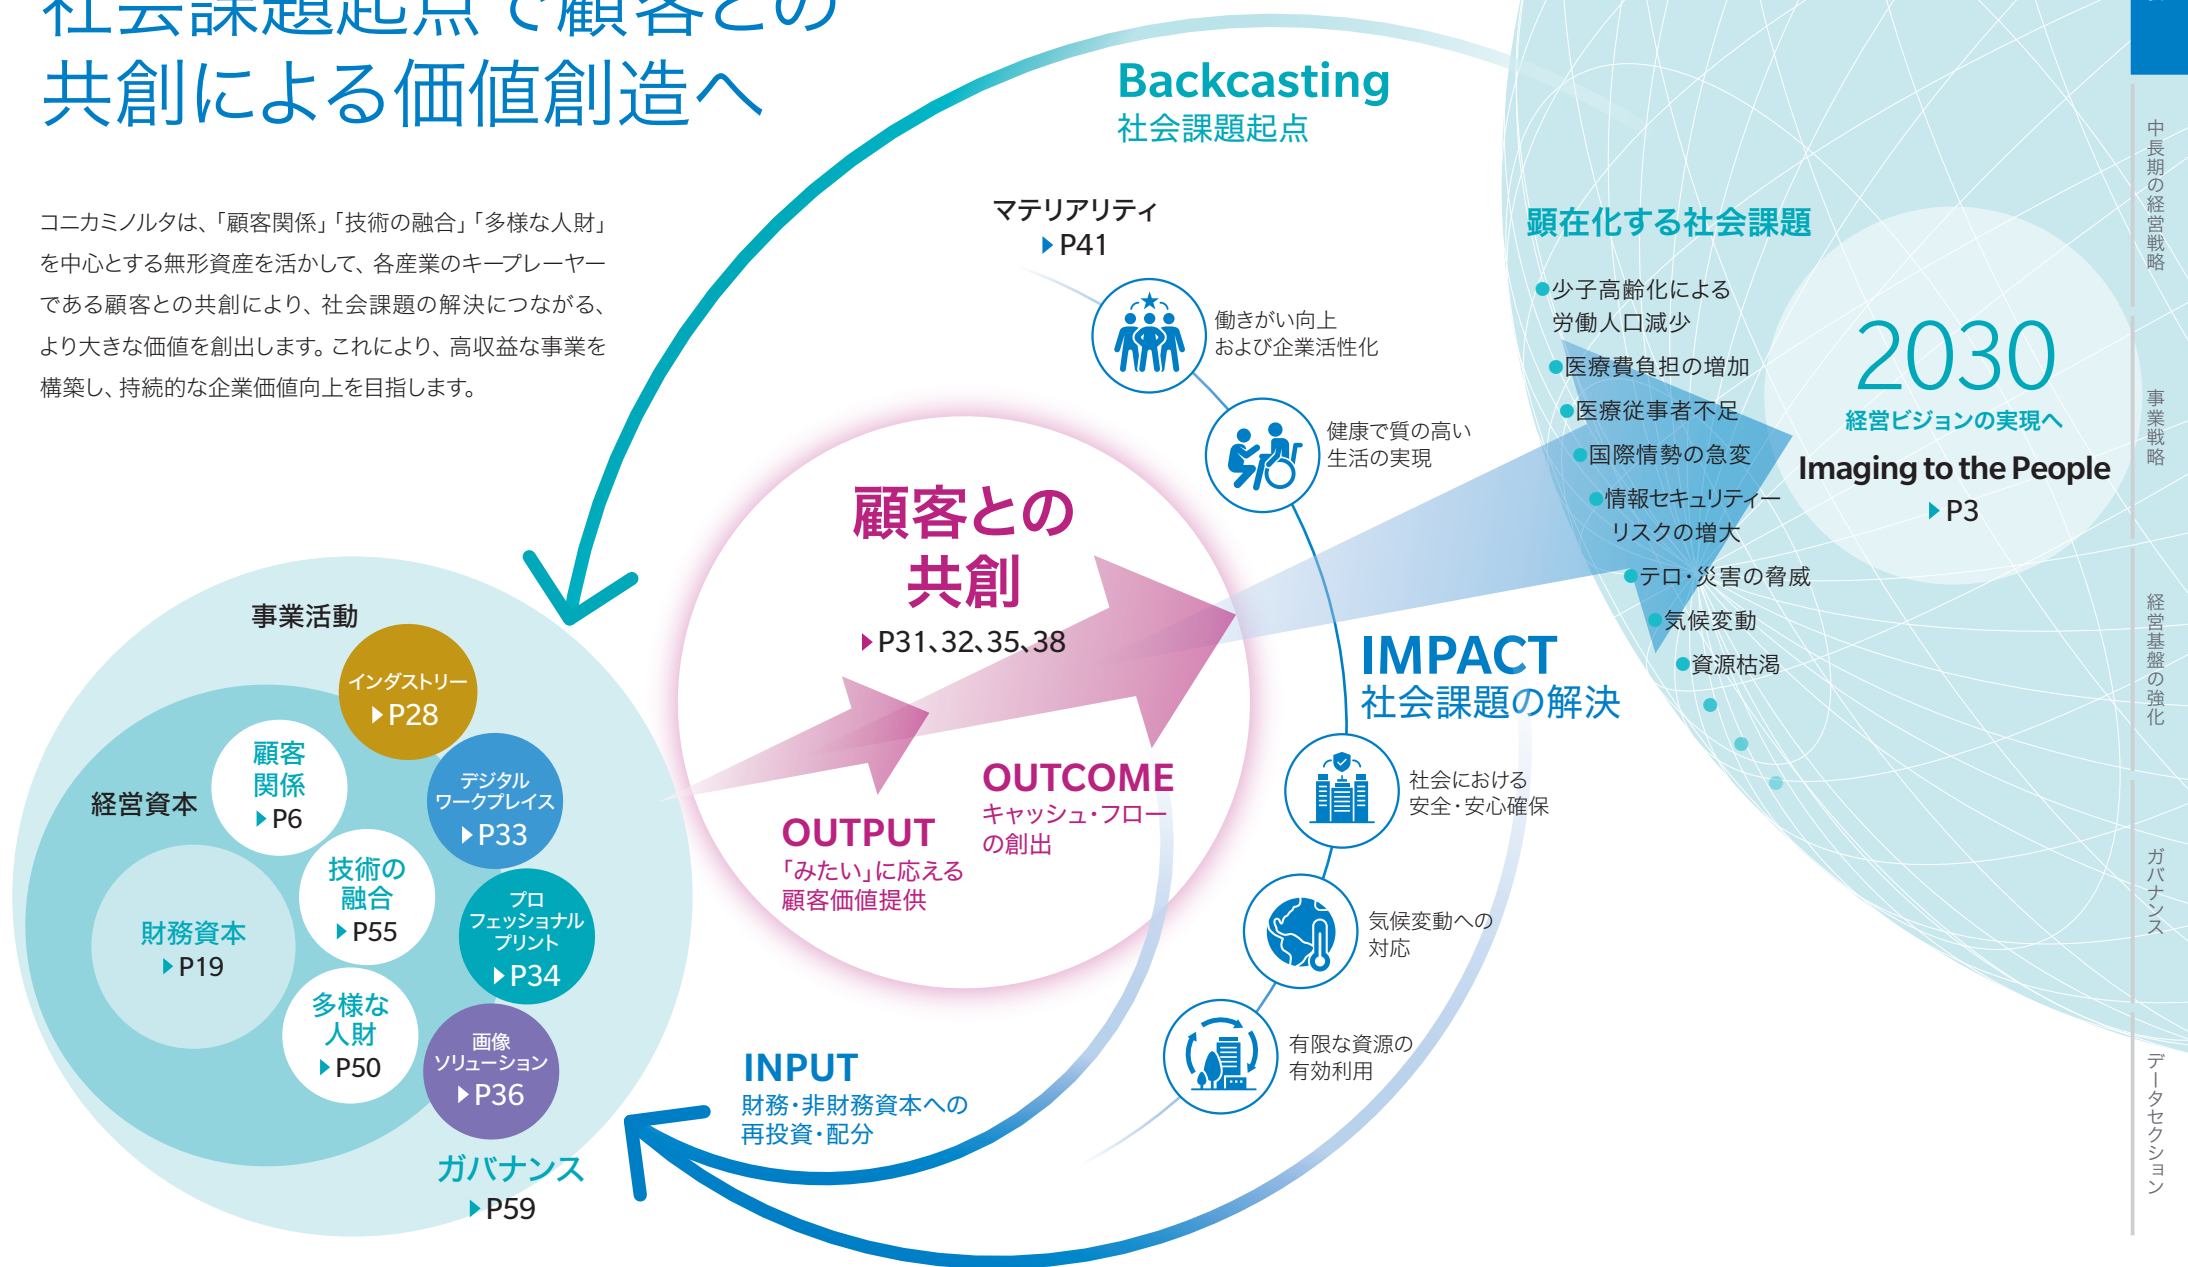 社会課題起点で顧客との
共創による価値創造へ
コニカミノルタは、「顧客関係」「技術の融合」「多様な人財」
を中心とする無形資産を活かして、各産業のキープレーヤー
である顧客との共創により、社会課題の解決につながる、
より大きな価値を創出します。これにより、高収益な事業を
構築し、持続的な企業価値向上を目指します。
Backcasting
社会課題起点
マテリアリティ
P41
働きがい向上
および企業活性化
健康で質の高い
生活の実現
顕在化する社会課題
●少子高齢化による
労働人口減少
●医療費負担の増加
●医療従事者不足
●国際情勢の急変
●情報セキュリティー
リスクの増大
●テロ・災害の脅威
●気候変動
●資源枯渇
2030
経営ビジョンの実現へ
Imaging to the People
P3
顧客との
共創
P31、32、35、38
IMPACT
社会課題の解決
OUTCOME
キャッシュ・フロー
の創出
OUTPUT
「みたい」に応える
顧客価値提供
社会における
安全・安心確保
気候変動への
対応
有限な資源の
有効利用
INPUT
財務・非財務資本への
再投資・配分
事業活動
インダストリー
P28
デジタル
ワークプレイス
P33
プロ
フェッショナル
プリント
P34
画像
ソリューション
P36
経営資本
顧客
関係
P6
技術の
融合
P55
多様な
人財
P50
財務資本
P19
ガバナンス
P59
中長期の経営戦略
事業戦略
経営基盤の強化
ガバナンス
データセクション